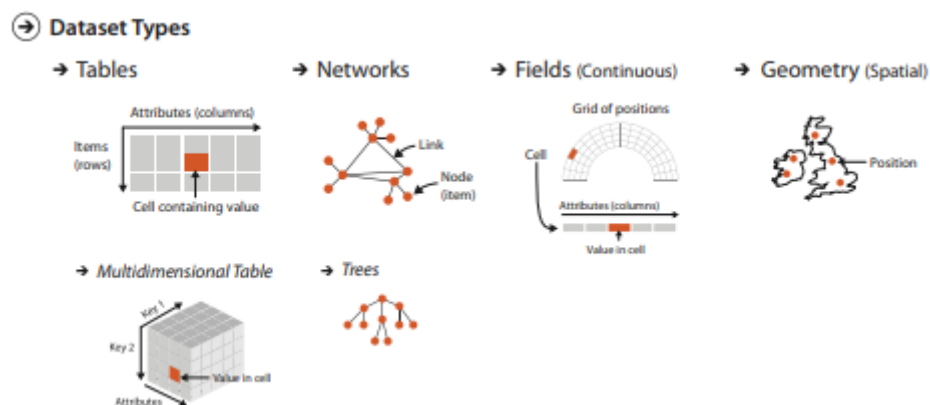 Dataset Types
Tables
Networks
Fields (Continuous)
Geometry (Spatial)
Attributes (columns)
Items
(rows)
Cell containing value
Link
Node
(item)
Grid of positions
Cell
Attributes (columns)
Value in cell
Position
Multidimensional Table
Trees
Key 1
Key 2
Value in cell
Attributes